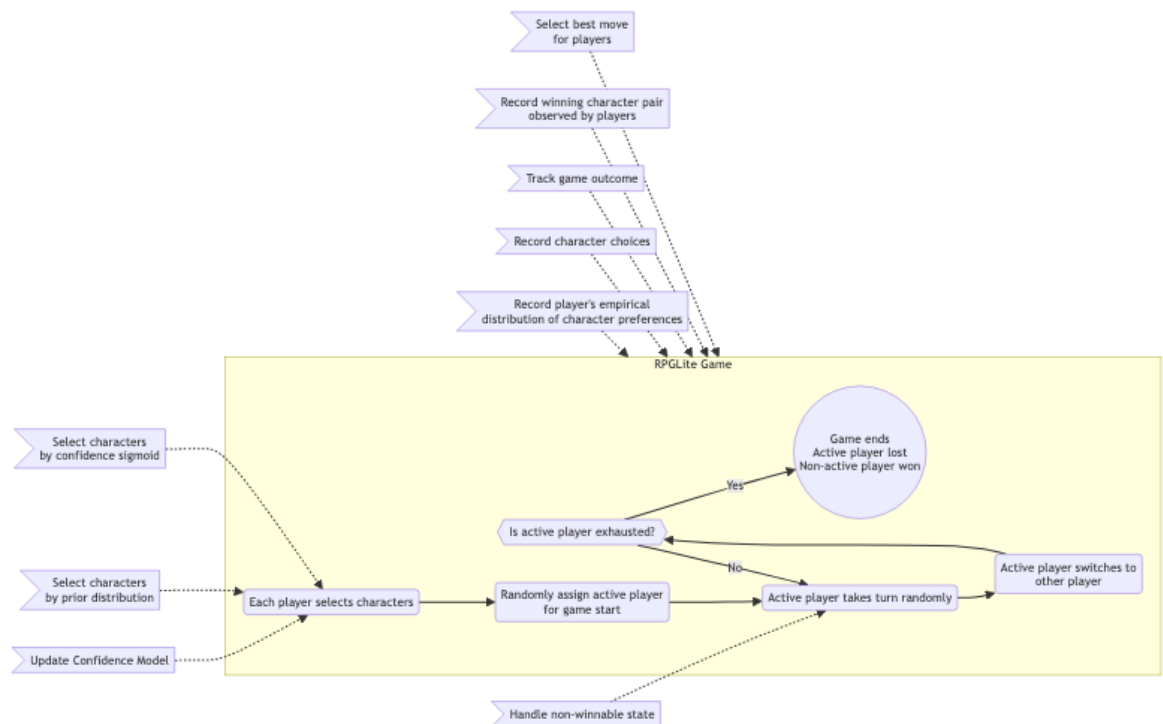 Select best move
for players
Record winning character pair
observed by players
Track game outcome
Record character choices
Record player's empirical
distribution of character preferences
RPGLite Game
Select characters
by confidence sigmoid
Game ends
Active player lost
Non-active player won
Yes
Is active player exhausted?
No
Active player switches to
other player
Select characters
by prior distribution
Each player selects characters
Randomly assign active player
for game start
Active player takes turn randomly
Update Confidence Model
Handle non-winnable state